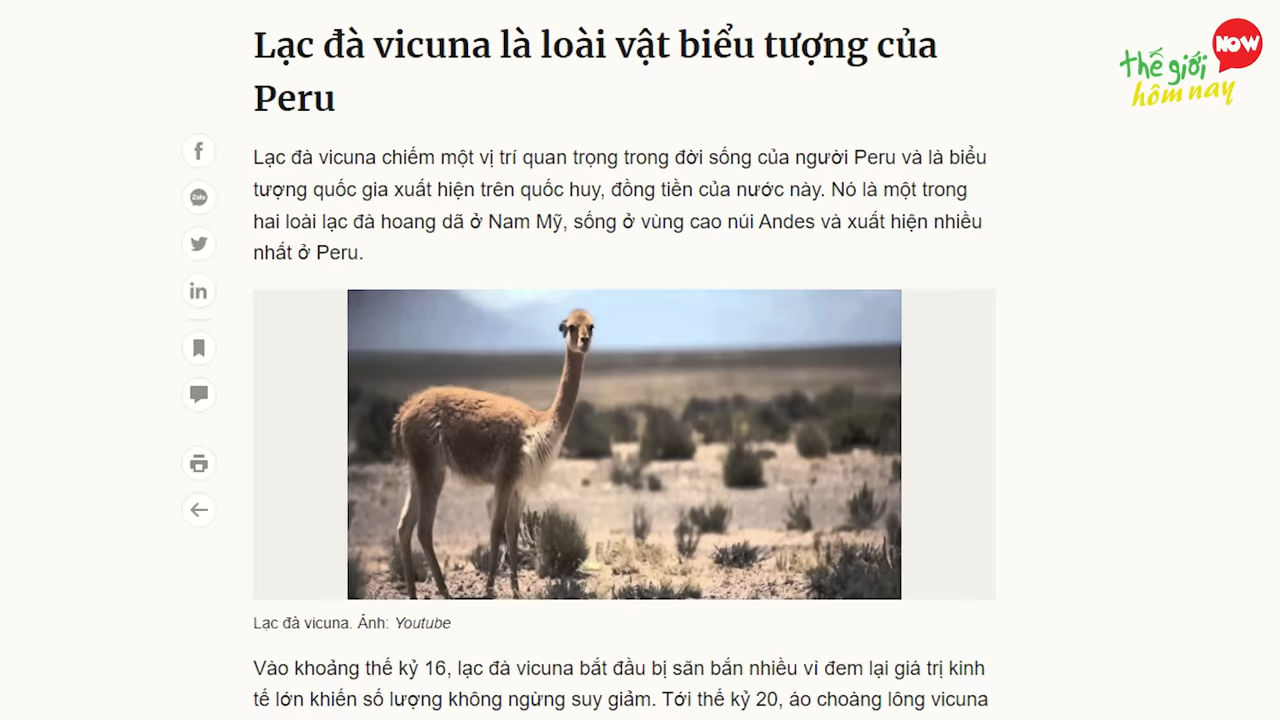 Lạc đà vicuna là loài vật biểu tượng của
Peru
thế giới
NOW
hôm nay
Lạc đà vicuna chiếm một vị trí quan trọng trong đời sống của người Peru và là biểu
tượng quốc gia xuất hiện trên quốc huy, đồng tiền của nước này. Nó là một trong
hai loài lạc đà hoang dã ở Nam Mỹ, sống ở vùng cao núi Andes và xuất hiện nhiều
nhất ở Peru.
Zalo
Lạc đà vicuna. Ảnh: Youtube
Vào khoảng thế kỷ 16, lạc đà vicuna bắt đầu bị săn bắn nhiều vì đem lại giá trị kinh
tế lớn khiến số lượng không ngừng suy giảm. Tới thế kỷ 20, áo choàng lông vicuna